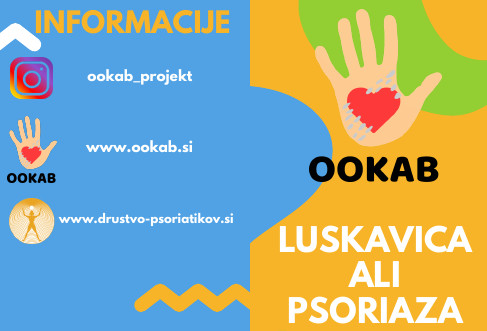 INFORMACIJE
ookab_projekt
www.ookab.si
OOKAB
www.drustvo-psoriatikov.si
OOKAB
LUSKAVICA
ALI
PSORIAZA